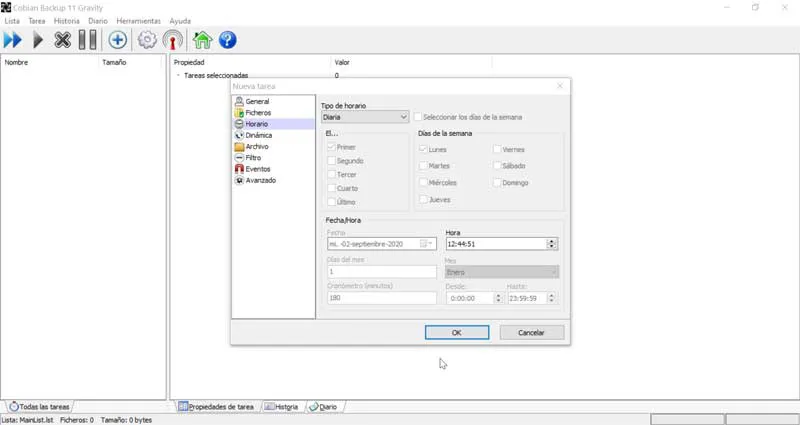 Cobian Backup 11 Gravity
Lista Tarea Historia Diario Herramientas Ayuda
Nombre Tamaño Propiedad Valor
Tareas seleccionadas 0
Nueva tarea
General
Ficheros
Horario
Dinámica
Archivo
Filtro
Eventos
Avanzado
Tipo de horario
Diaria Seleccionar los días de la semana
El... Días de la semana
Primer Lunes Viernes
Segundo Martes Sábado
Tercer Miércoles Domingo
Cuarto Jueves
Último
Fecha/Hora
Fecha Hora
mi. -02-septiembre-2020 12:44:51
Días del mes Mes
1 Enero
Cronómetro (minutos) Desde: Hasta:
180 0:00:00 23:59:59
OK Cancelar
Todas las tareas Propiedades de tarea Historia Diario
Lista: MainList.lst Ficheros: 0 Tamaño: 0 bytes